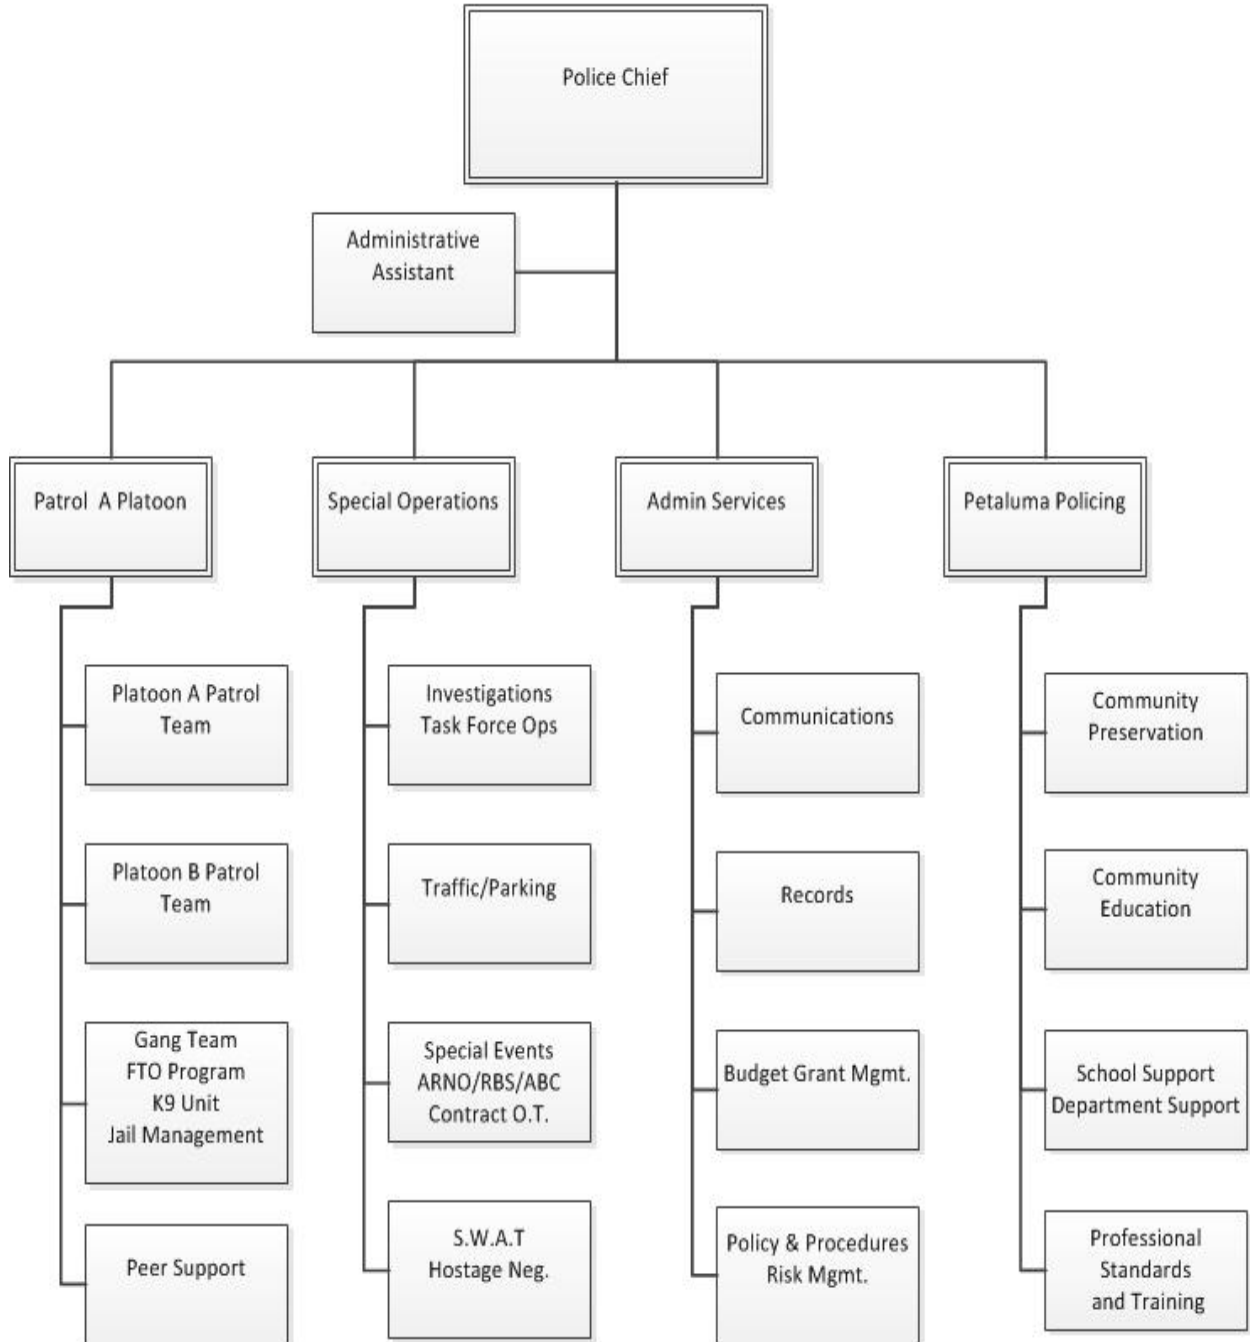 Police Chief
Administrative
Assistant
Patrol  A Platoon
Special Operations
Admin Services
Petaluma Policing
Platoon A Patrol
Team
Platoon B Patrol
Team
Gang Team
FTO Program
K9 Unit
Jail Management
Peer Support
Investigations
Task Force Ops
Traffic/Parking
Special Events
ARNO/RBS/ABC
Contract O.T.
S.W.A.T
Hostage Neg.
Communications
Records
Budget Grant Mgmt.
Policy & Procedures
Risk Mgmt.
Community
Preservation
Community
Education
School Support
Department Support
Professional
Standards
and Training